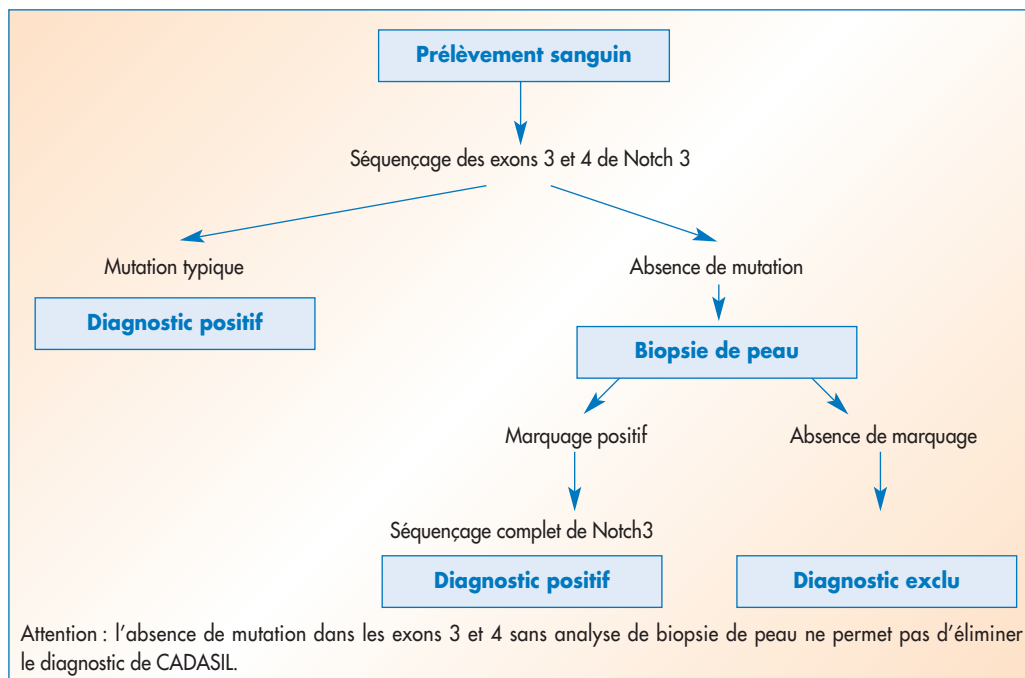 Prélèvement sanguin
Séquençage des exons 3 et 4 de Notch 3
Mutation typique
Absence de mutation
Diagnostic positif
Biopsie de peau
Marquage positif
Absence de marquage
Séquençage complet de Notch3
Diagnostic positif
Diagnostic exclu
Attention : l'absence de mutation dans les exons 3 et 4 sans analyse de biopsie de peau ne permet pas d'éliminer
le diagnostic de CADASIL.